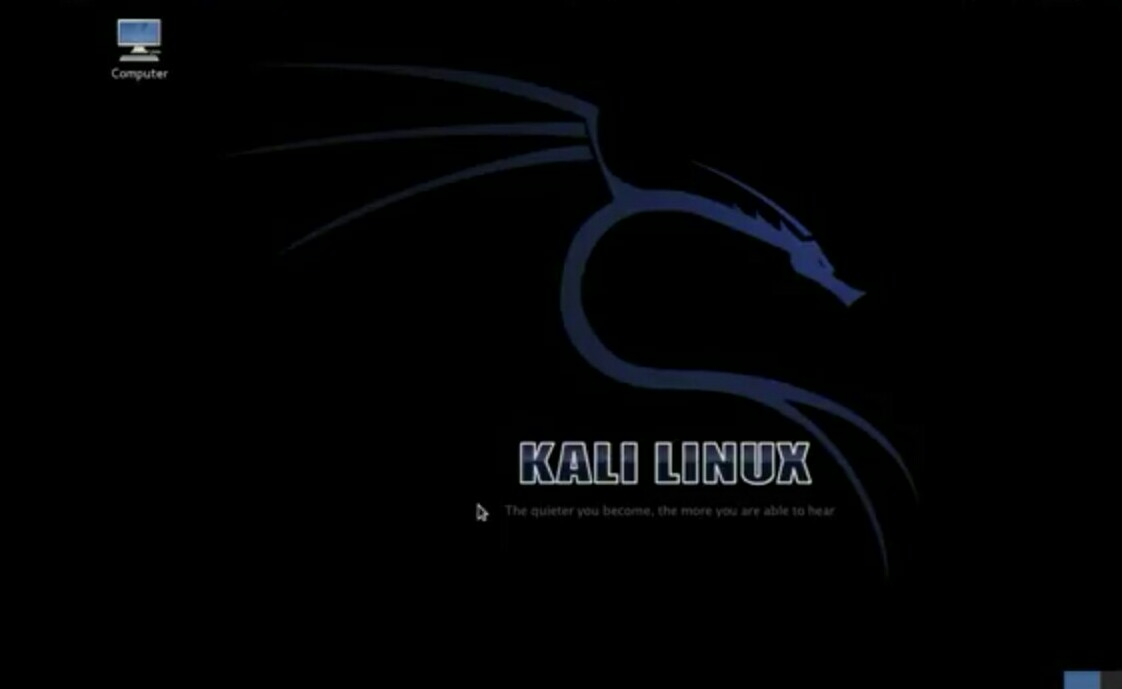 Computer
KALI LINUX
The quieter you become, the more you are able to hear